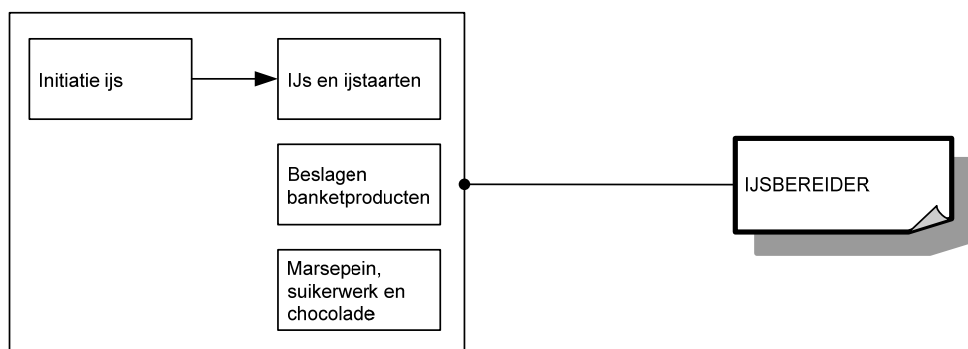 Initiatie ijs
IJs en ijstaarten
Beslagen
banketproducten
IJSBEREIDER
Marsepein,
suikerwerk en
chocolade